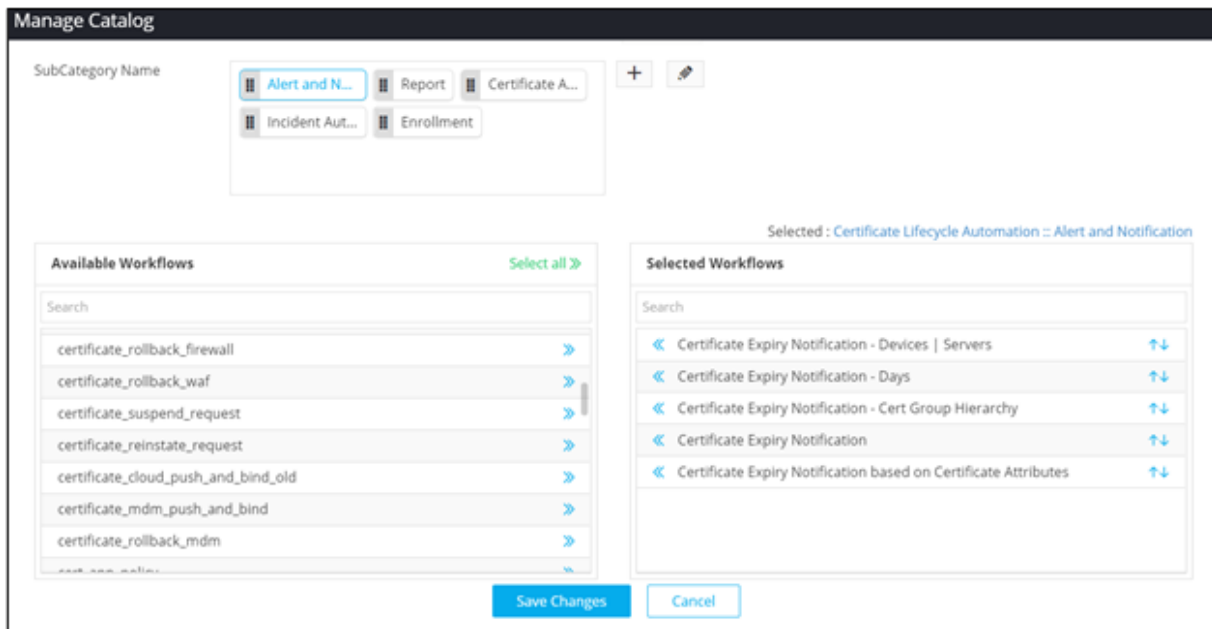 Manage Catalog
SubCategory Name
Alert and N... Report Certificate A...
Incident Aut... Enrollment
Selected : Certificate Lifecycle Automation :: Alert and Notification
Available Workflows Select all
Search
certificate_rollback_firewall
certificate_rollback_waf
certificate_suspend_request
certificate_reinstate_request
certificate_cloud_push_and_bind_old
certificate_mdm_push_and_bind
certificate_rollback_mdm
Selected Workflows
Search
Certificate Expiry Notification - Devices | Servers
Certificate Expiry Notification - Days
Certificate Expiry Notification - Cert Group Hierarchy
Certificate Expiry Notification
Certificate Expiry Notification based on Certificate Attributes
Save Changes Cancel